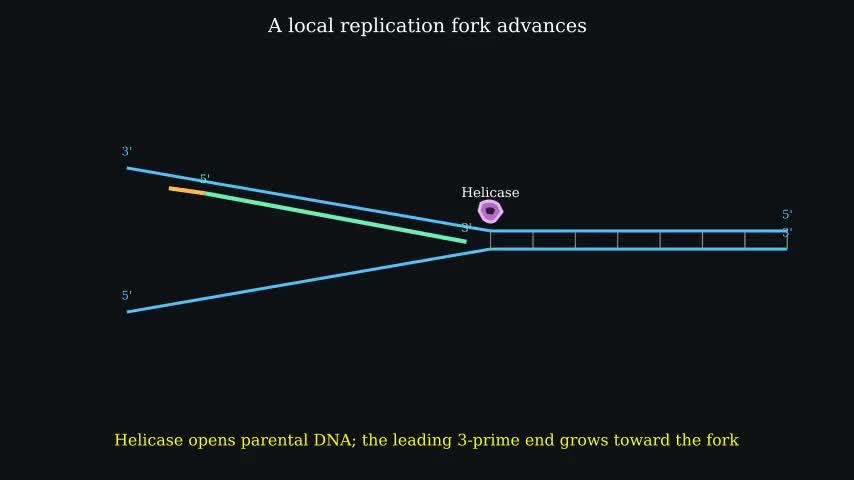 A local replication fork advances
3'
5'
Helicase
5'
3'
3'
5'
Helicase opens parental DNA; the leading 3-prime end grows toward the fork